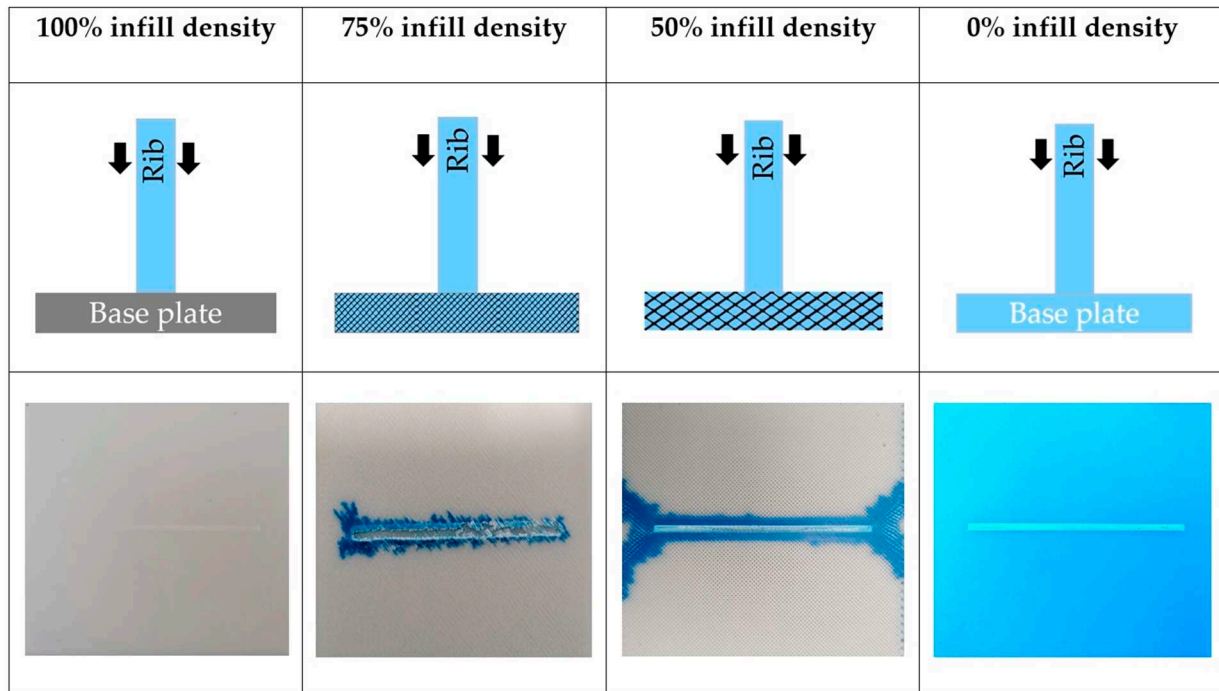 100% infill density
75% infill density
50% infill density
0% infill density
Rib
Rib
Rib
Rib
Base plate
Base plate